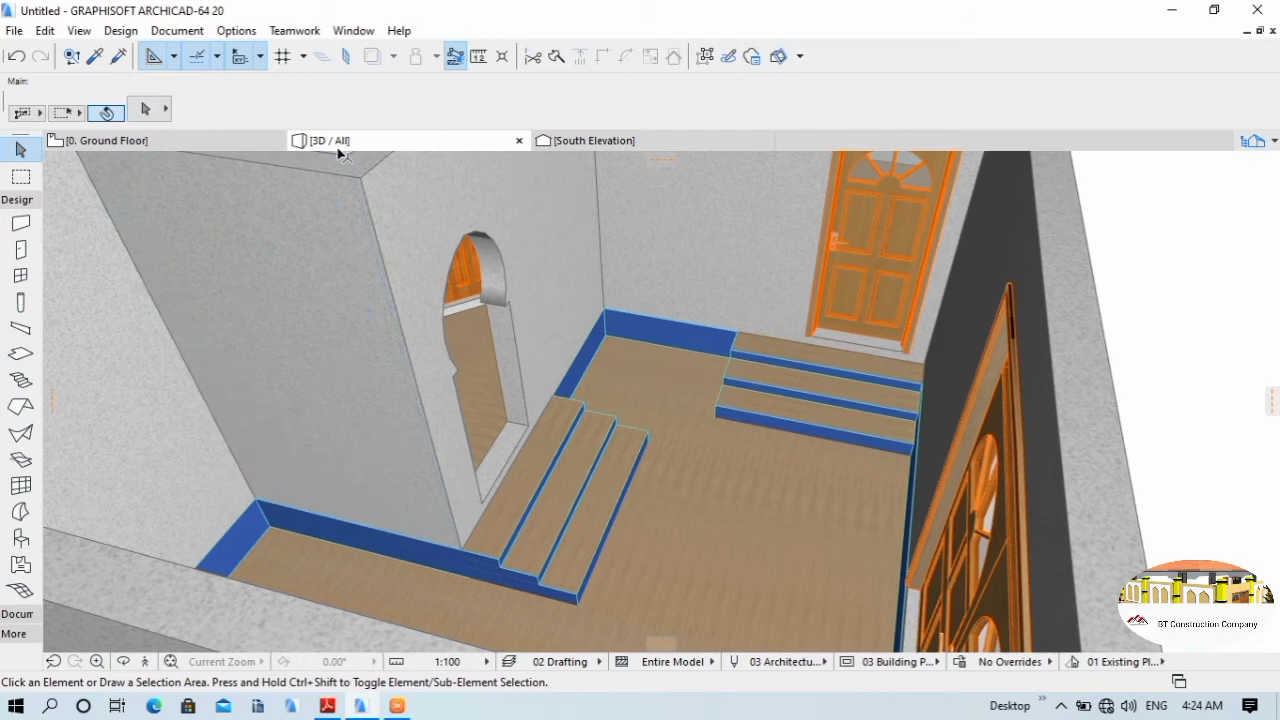 Untitled - GRAPHISOFT ARCHICAD-64 20
File Edit View Design Document Options Teamwork Window Help
Main:
[0. Ground Floor] [3D / All] [South Elevation]
Desigr
BT Construction Company
Docum
More
Current Zoom 0.00° 1:100 02 Drafting Entire Model 03 Architectu... 03 Building P... No Overrides 01 Existing Pl...
Click an Element or Draw a Selection Area. Press and Hold Ctrl+Shift to Toggle Element/Sub-Element Selection.
Desktop ENG 4:24 AM